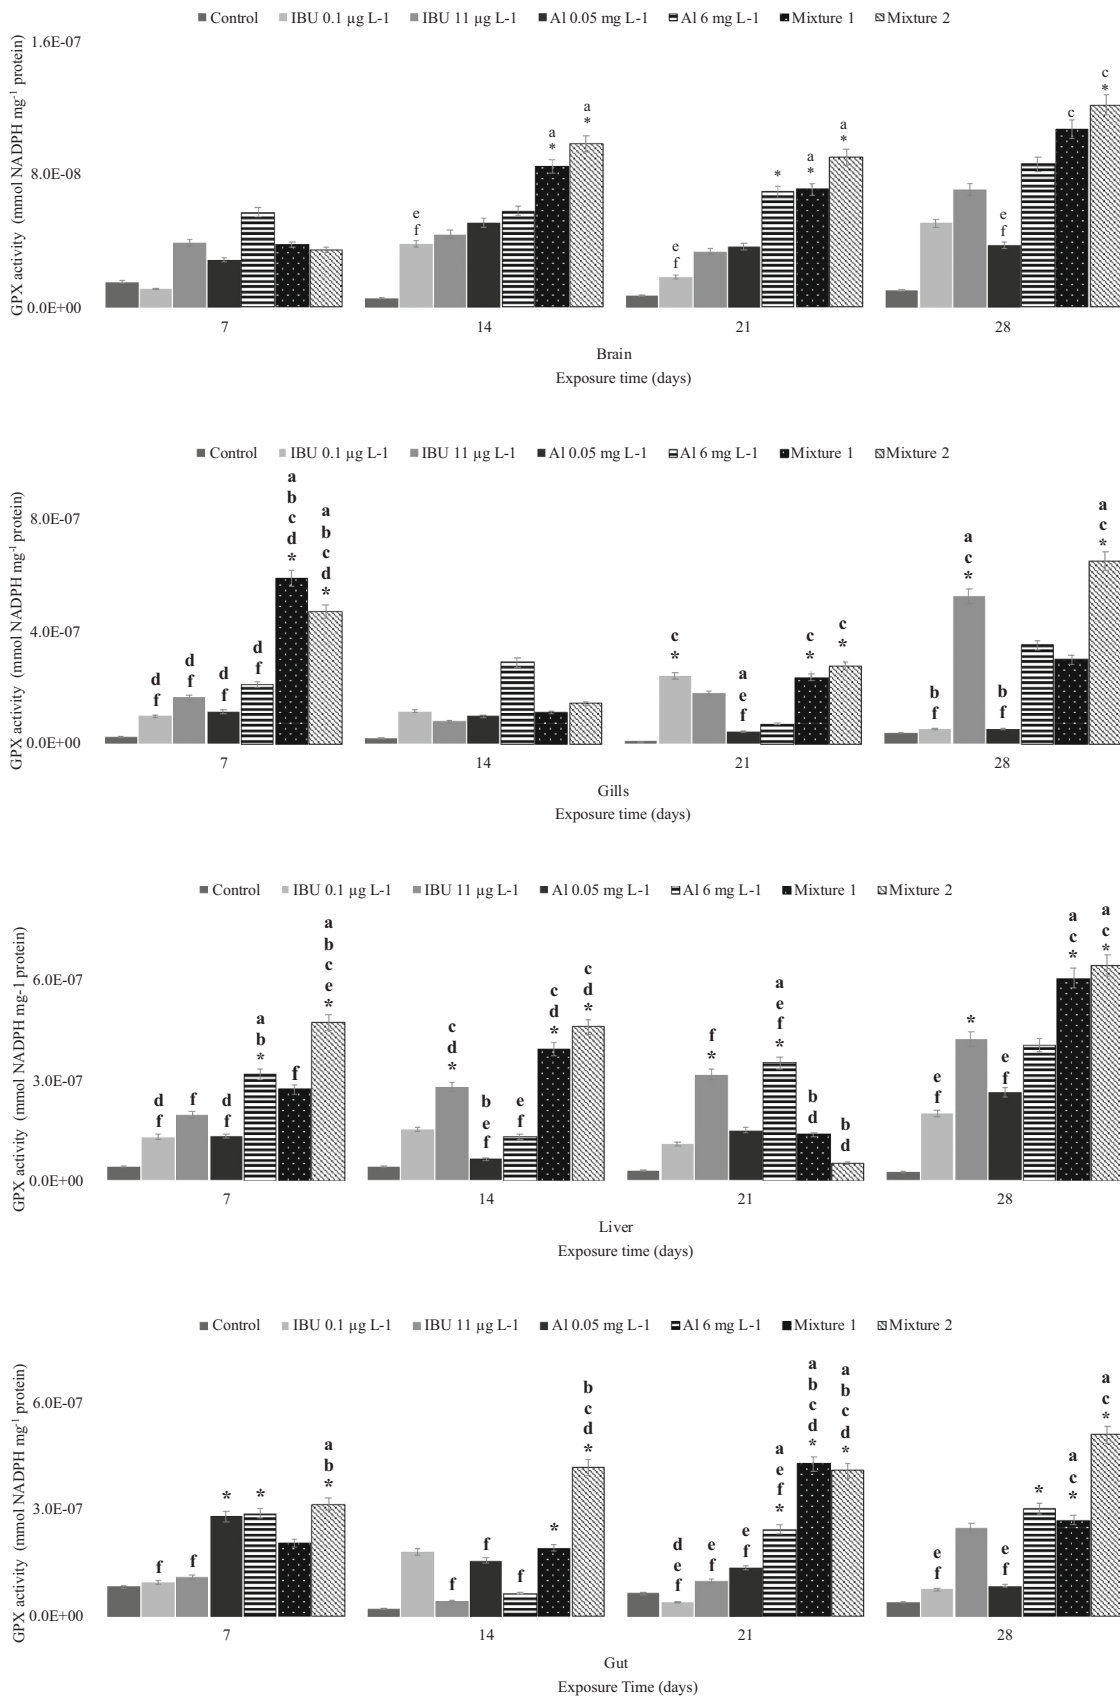 Control IBU 0.1 µg L-1 IBU 11 µg L-1 Al 0.05 mg L-1 Al 6 mg L-1 Mixture 1 Mixture 2
GPX activity (mmol NADPH mg-1 protein)
1.6E-07
8.0E-08
0.0E+00
e
f
a
*
a
*
e
f
*
a
*
a
*
e
f
c
c
*
7 14 21 28
Brain
Exposure time (days)
Control IBU 0.1 µg L-1 IBU 11 µg L-1 Al 0.05 mg L-1 Al 6 mg L-1 Mixture 1 Mixture 2
GPX activity (mmol NADPH mg-1 protein)
8.0E-07
4.0E-07
0.0E+00
d
f
d
f
d
f
d
f
a
b
c
d
*
a
b
c
d
*
c
*
a
e
f
c
*
c
*
b
f
a
c
*
b
f
a
c
*
7 14 21 28
Gills
Exposure time (days)
Control IBU 0.1 µg L-1 IBU 11 µg L-1 Al 0.05 mg L-1 Al 6 mg L-1 Mixture 1 Mixture 2
GPX activity (mmol NADPH mg-1 protein)
6.0E-07
3.0E-07
0.0E+00
d
f
f
d
f
a
b
*
f
a
b
c
e
*
c
d
*
b
e
f
e
f
c
d
*
c
d
*
f
*
a
e
f
*
b
d
b
d
e
f
*
e
f
a
c
*
a
c
*
7 14 21 28
Liver
Exposure time (days)
Control IBU 0.1 µg L-1 IBU 11 µg L-1 Al 0.05 mg L-1 Al 6 mg L-1 Mixture 1 Mixture 2
GPX activity (mmol NADPH mg-1 protein)
6.0E-07
3.0E-07
0.0E+00
f
f
*
*
a
b
*
f
f
f
*
b
c
d
*
d
e
f
e
f
e
f
a
e
f
*
a
b
c
d
*
a
b
c
d
*
e
f
e
f
*
a
c
*
a
c
*
7 14 21 28
Gut
Exposure Time (days)